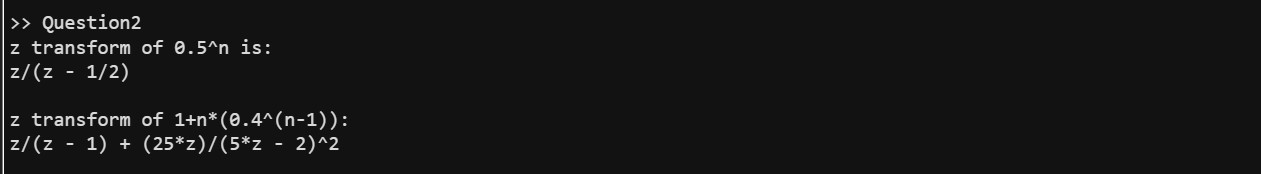 >> Question2
z transform of 0.5^n is:
z/(z - 1/2)
z transform of 1+n*(0.4^(n-1)):
z/(z - 1) + (25*z)/(5*z - 2)^2